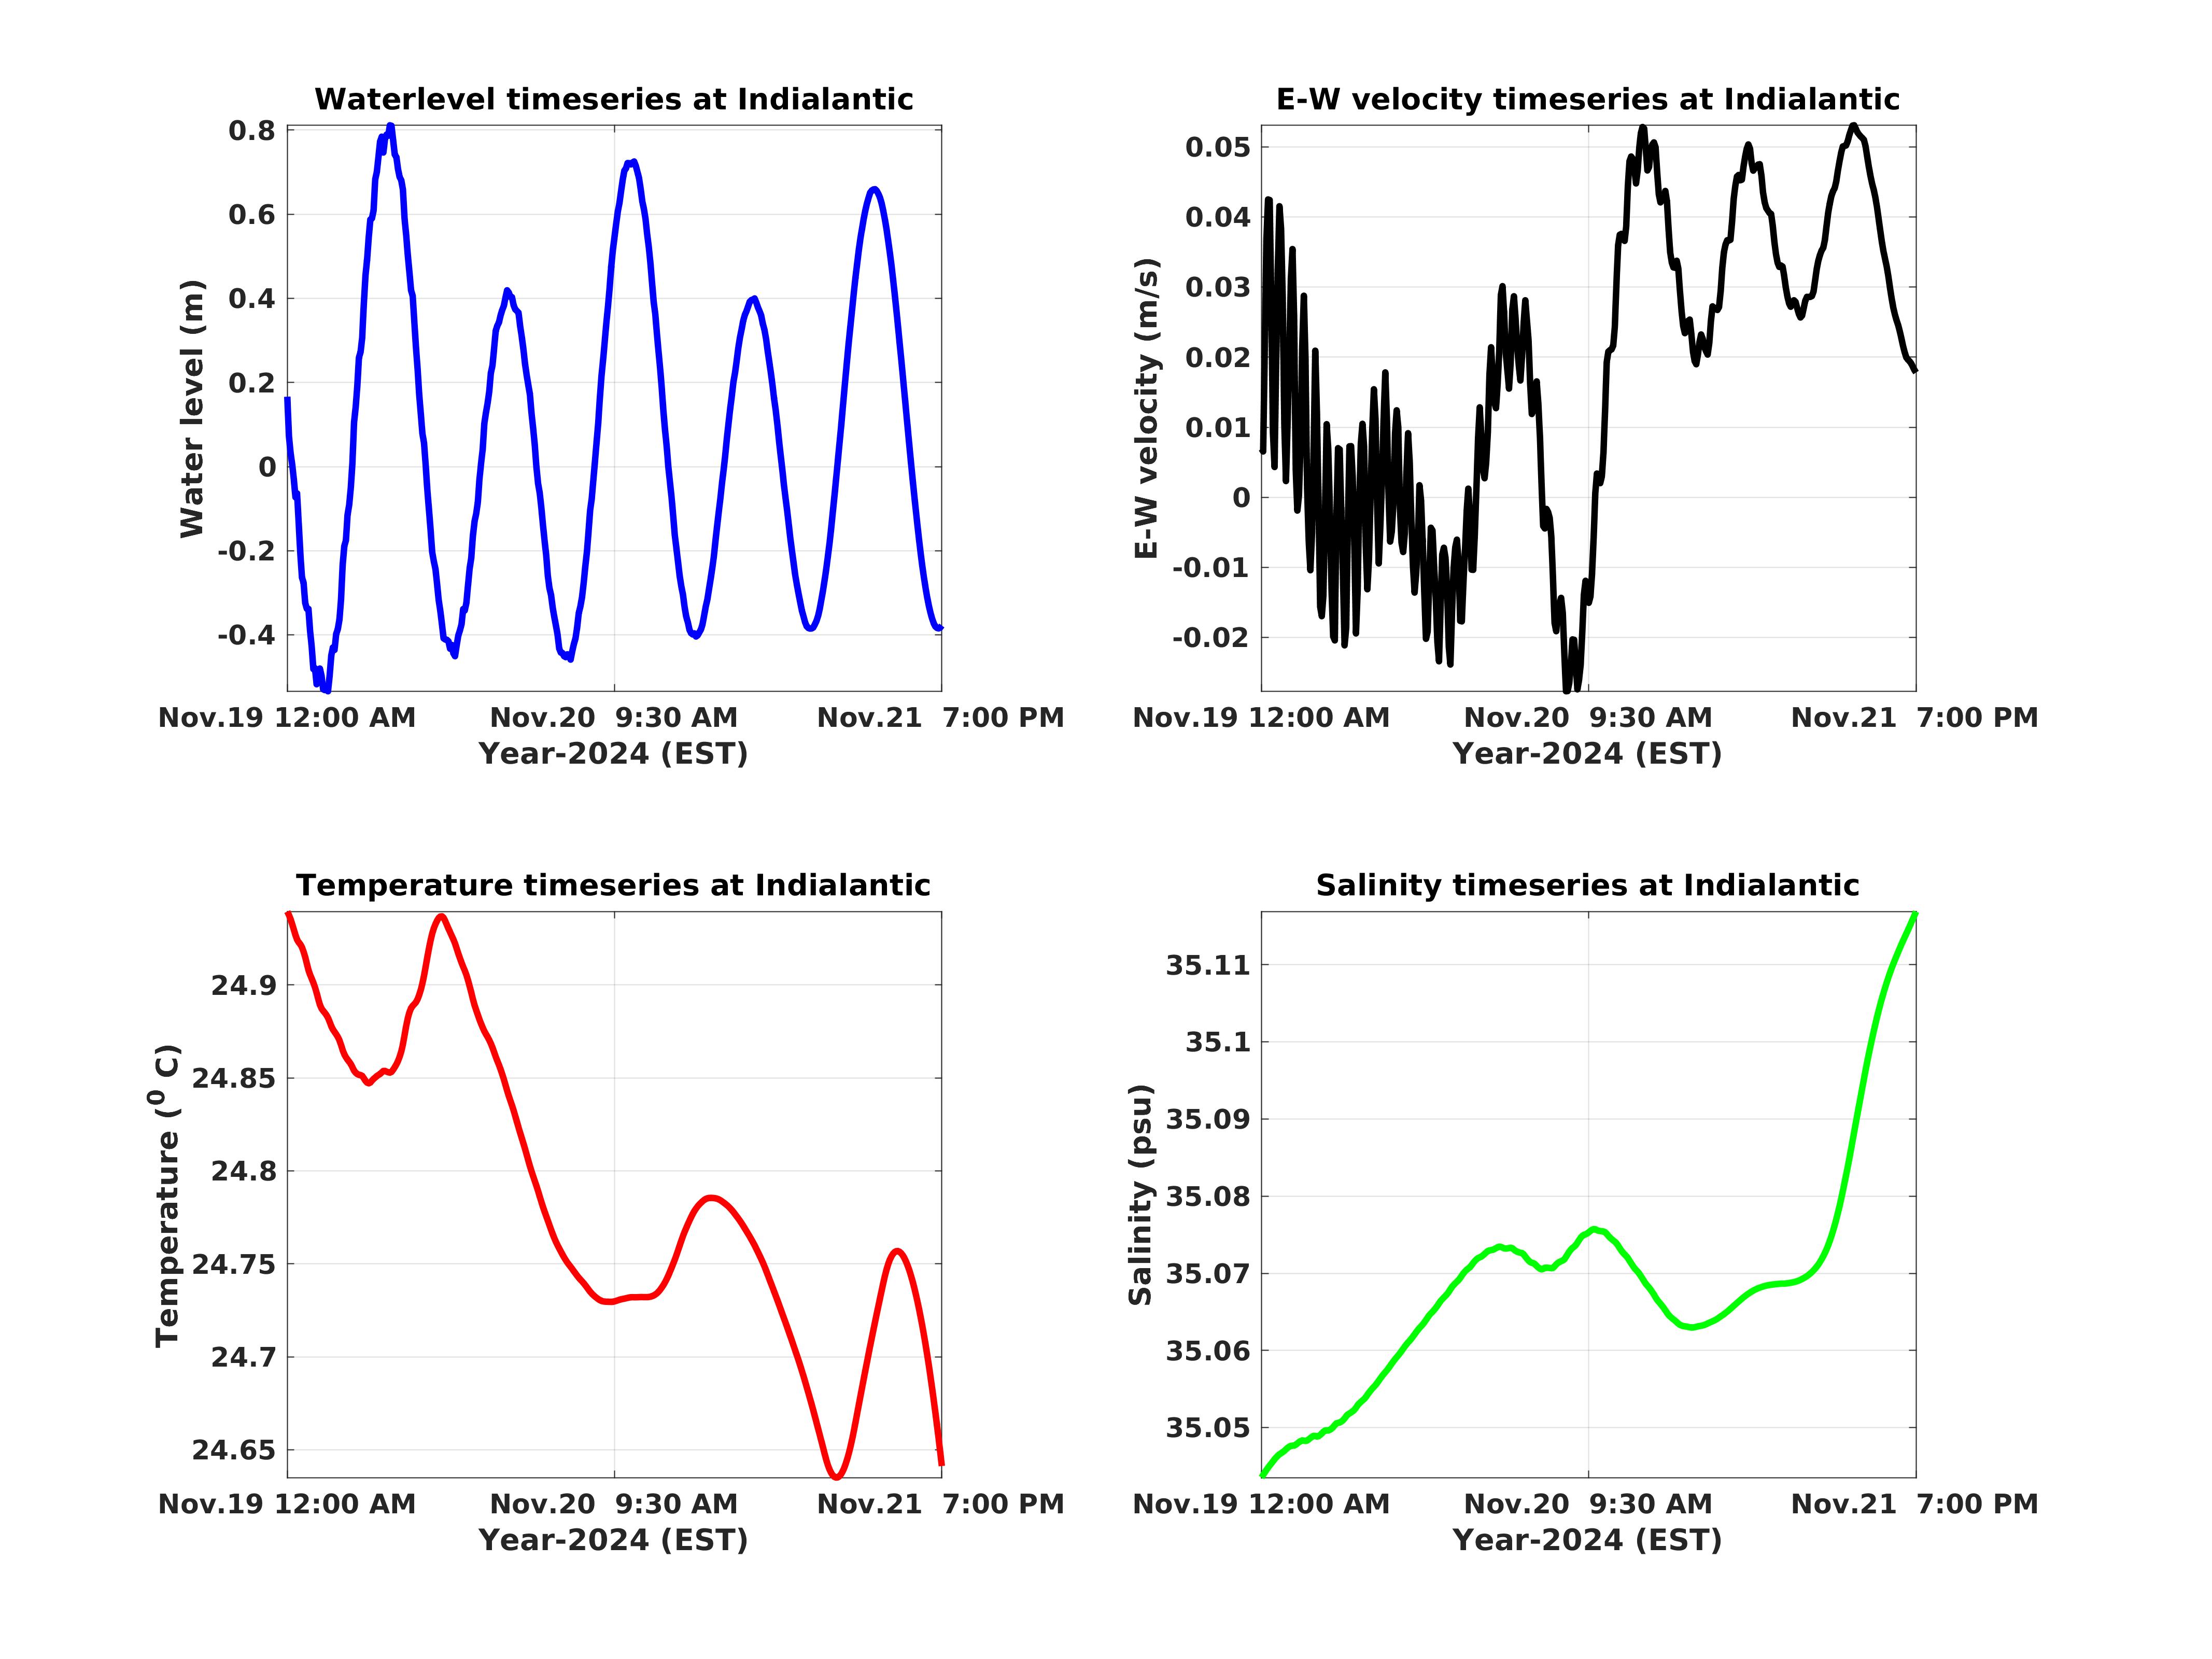 Waterlevel timeseries at Indialantic
0.8
0.6
0.4
0.2
0
-0.2
-0.4
Water level (m)
Nov.19 12:00 AM Nov.20 9:30 AM Nov.21 7:00 PM
Year-2024 (EST)
E-W velocity timeseries at Indialantic
0.05
0.04
0.03
0.02
0.01
0
-0.01
-0.02
E-W velocity (m/s)
Nov.19 12:00 AM Nov.20 9:30 AM Nov.21 7:00 PM
Year-2024 (EST)
Temperature timeseries at Indialantic
24.9
24.85
24.8
24.75
24.7
24.65
Temperature (⁰ C)
Nov.19 12:00 AM Nov.20 9:30 AM Nov.21 7:00 PM
Year-2024 (EST)
Salinity timeseries at Indialantic
35.11
35.1
35.09
35.08
35.07
35.06
35.05
Salinity (psu)
Nov.19 12:00 AM Nov.20 9:30 AM Nov.21 7:00 PM
Year-2024 (EST)